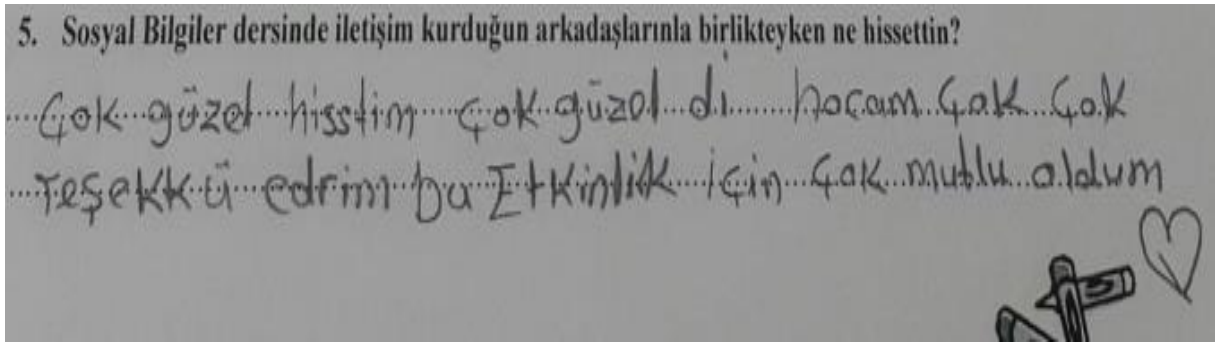 5. Sosyal Bilgiler dersinde iletişim kurduğun arkadaşlarınla birlikteyken ne hissettin?
Çok güzel hisstim çok güzol di hocam Çok Çok
Teşekkü edrim bu Etkinlik için Çok mutlu oldum